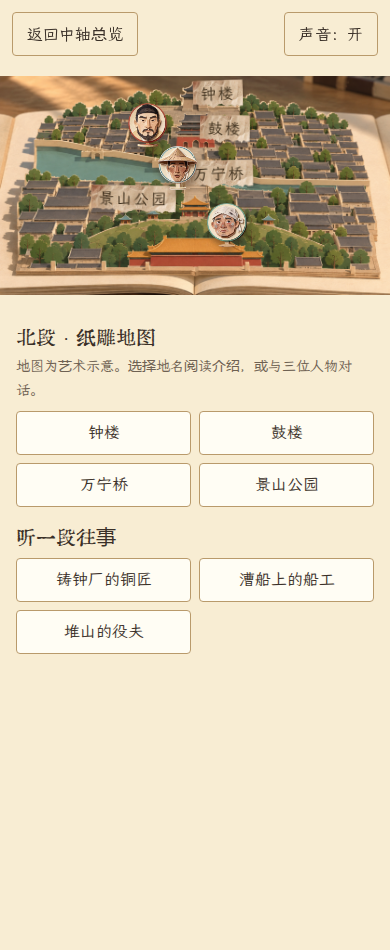 返回中轴总览
声音：开
钟楼
鼓楼
万宁桥
景山公园
北段 · 纸雕地图
地图为艺术示意。选择地名阅读介绍，或与三位人物对
话。
钟楼
鼓楼
万宁桥
景山公园
听一段往事
铸钟厂的铜匠
漕船上的船工
堆山的役夫